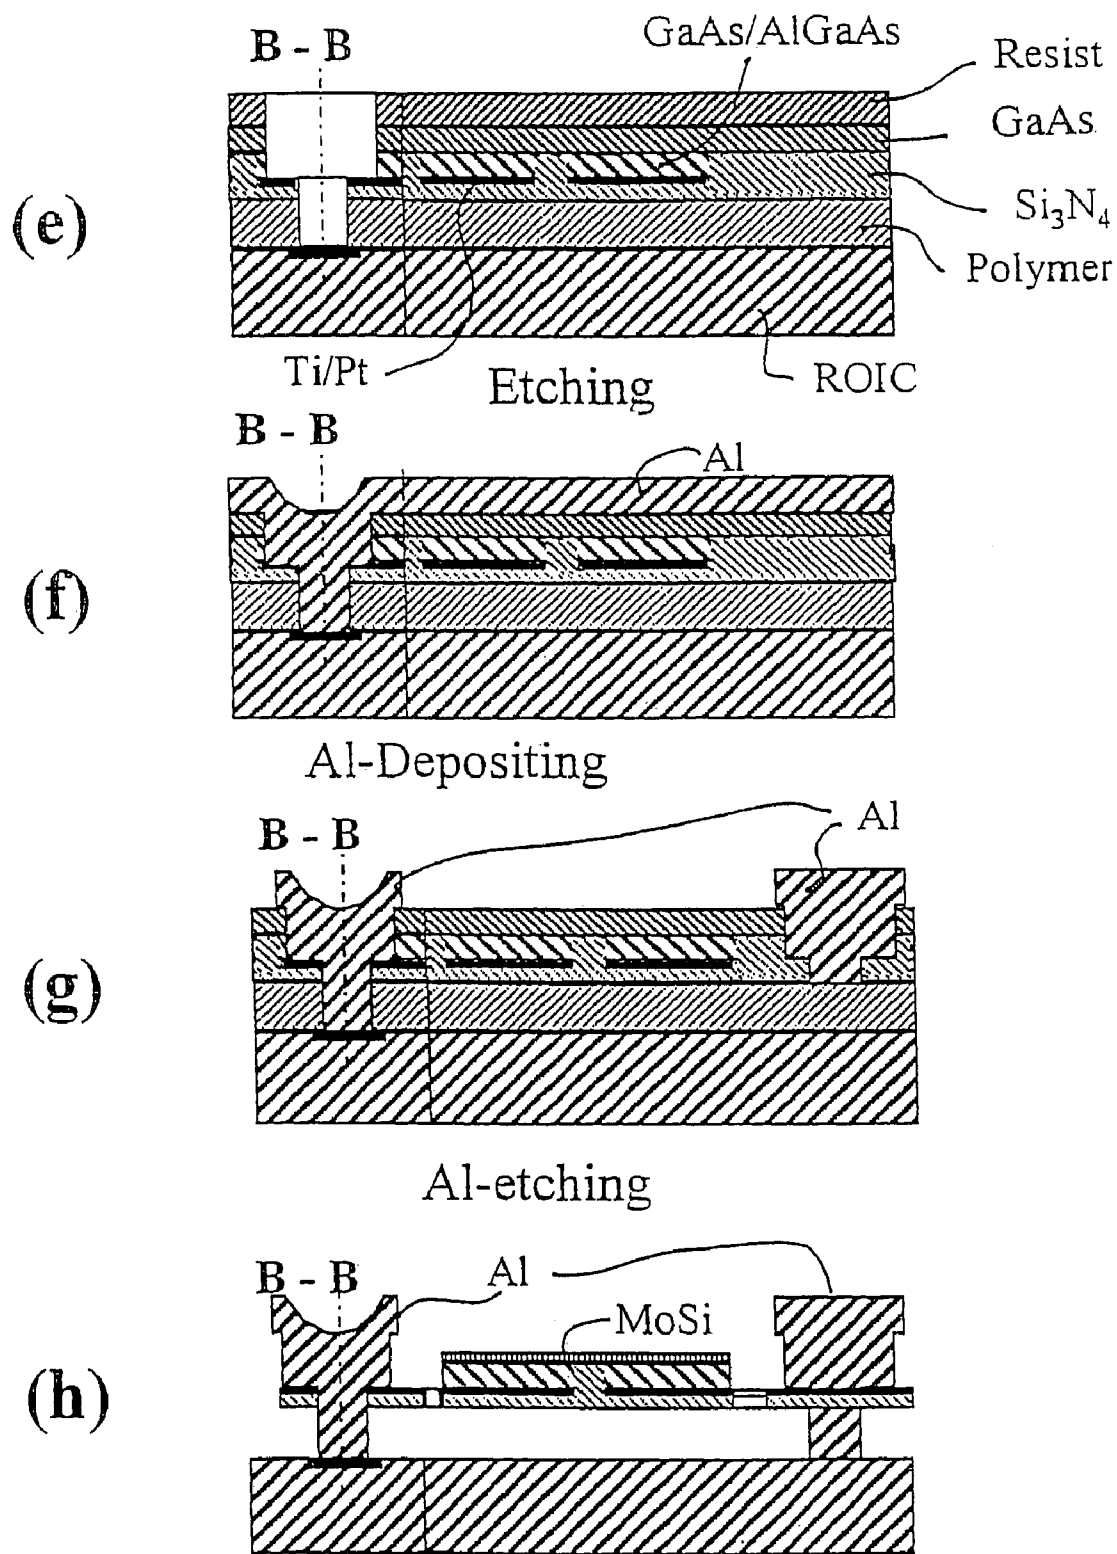 GaAs/AlGaAs
B - B
Resist
GaAs
Si₃N₄
(e)
Polymer
Ti/Pt
ROIC
Etching
B - B
Al
(f)
Al-Depositing
Al
B - B
(g)
Al-etching
Al
B - B
MoSi
(h)